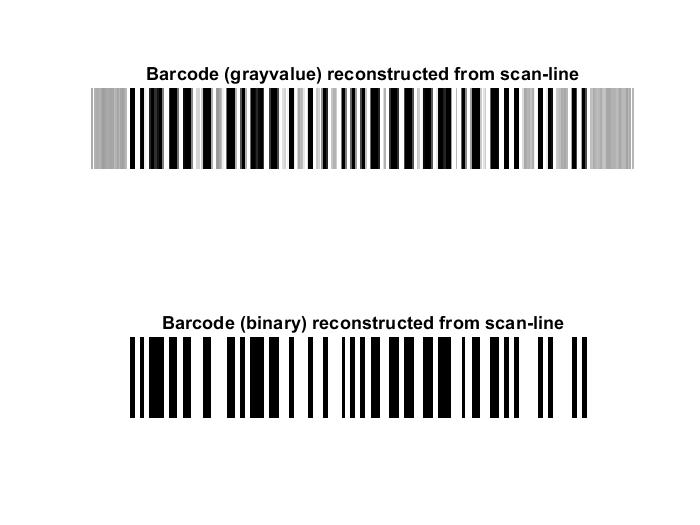 Barcode (grayvalue) reconstructed from scan-line
Barcode (binary) reconstructed from scan-line